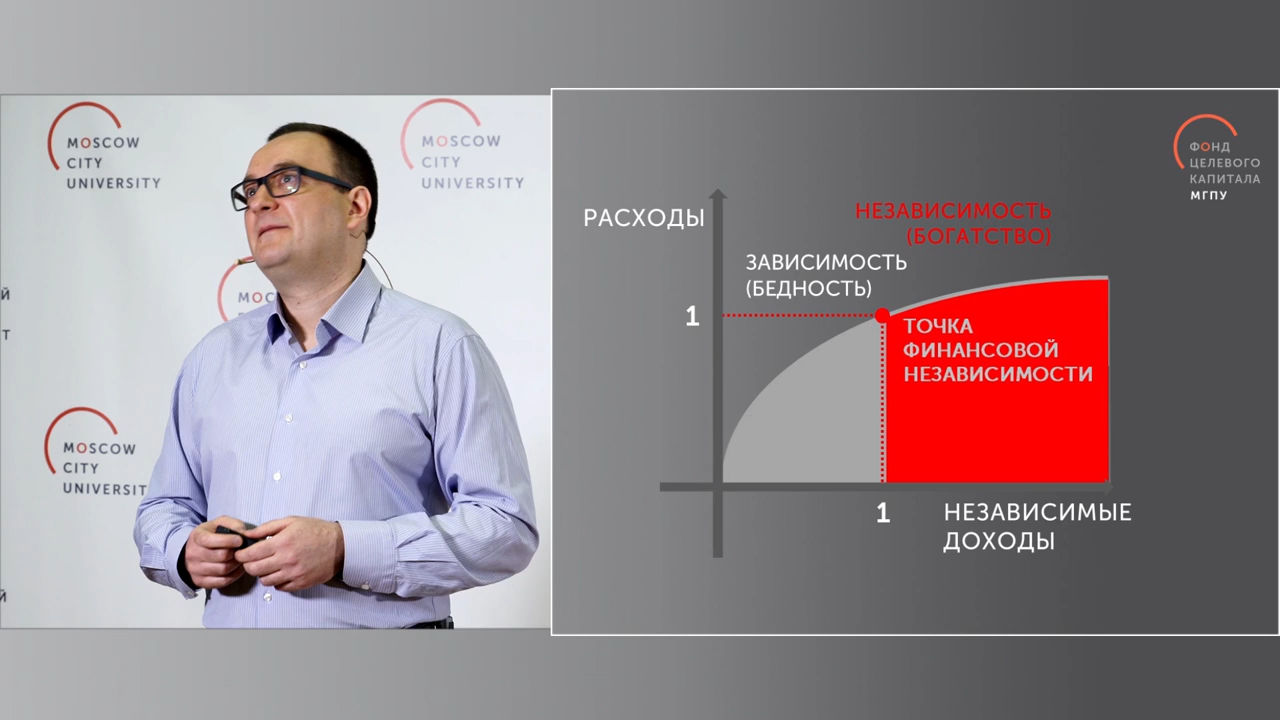 MOSCOW
CITY
UNIVERSITY
MOSCOW
CITY
UNIVERSITY
Й
Т
MOSCOW
CITY
UNIVERSIT
Й
ФОНД
ЦЕЛЕВОГО
КАПИТАЛА
МГПУ
РАСХОДЫ
НЕЗАВИСИМОСТЬ
(БОГАТСТВО)
ЗАВИСИМОСТЬ
(БЕДНОСТЬ)
1
ТОЧКА
ФИНАНСОВОЙ
НЕЗАВИСИМОСТИ
1
НЕЗАВИСИМЫЕ
ДОХОДЫ